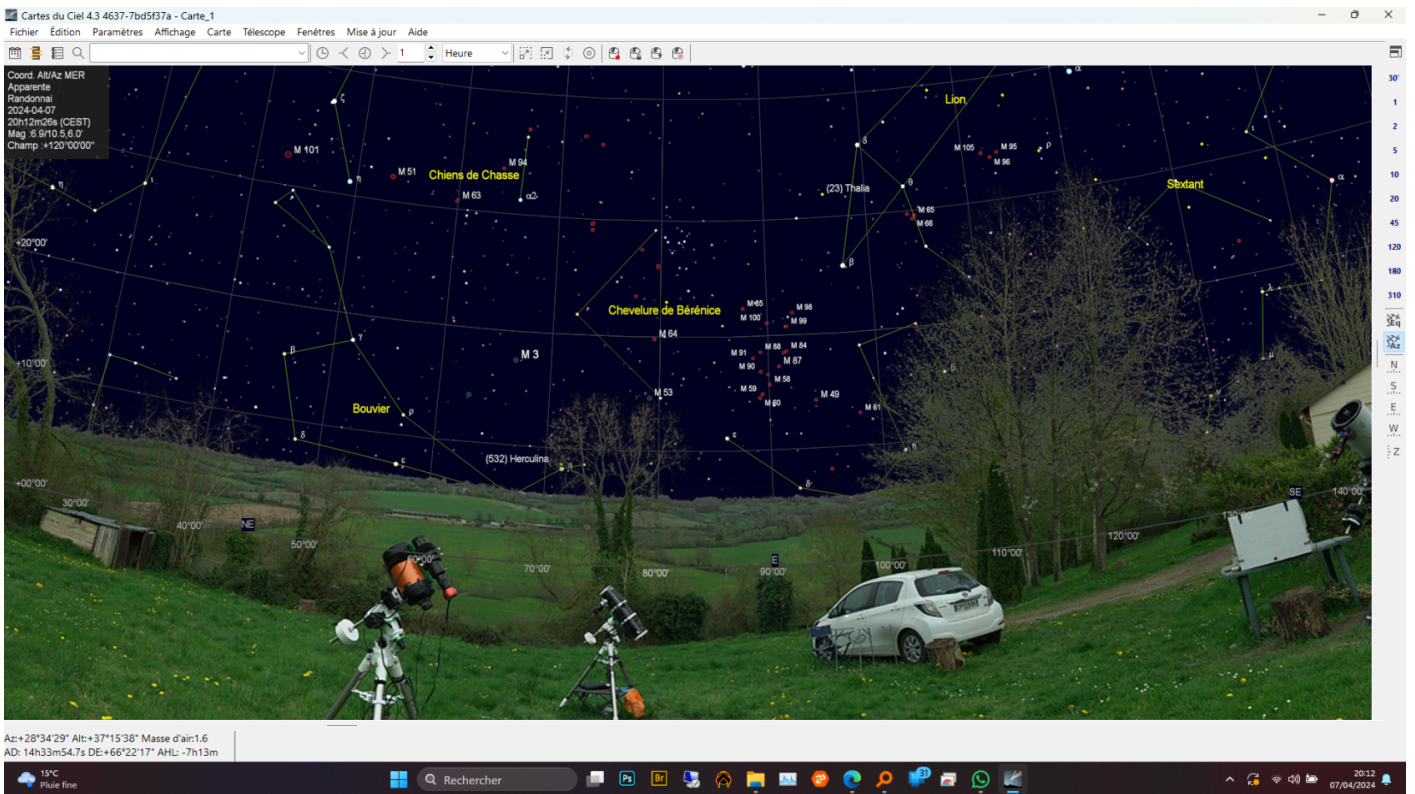 Cartes du Ciel 4.3 4637-7bd5f37a - Carte_1
Fichier Édition Paramètres Affichage Carte Télescope Fenêtres Mise à jour Aide
1 Heure
Coord. Alt/Az MER
Apparente
Randonnai
2024-04-07
20h12m26s (CEST)
Mag :6.9/10.5,6.0'
Champ :+120°00'00"
30'
1
2
5
10
20
45
120
180
310
Eq
Az
N
S
E
W
Z
α
Lion
ζ
δ
ρ
ι
M 101
M 105
M 95
M 96
M 94
M 51
Chiens de Chasse
η
η
ι
M 63
α2
(23) Thalia
θ
Sextant
α
M 65
M 66
+20°00'
β
λ
Chevelure de Bérénice
M 85
M 98
M 100
M 99
M 64
γ
β
M 3
M 88
M 84
M 91
M 87
M 90
M 58
μ
+10°00'
β
M 59
M 60
M 53
M 49
M 61
Bouvier
ρ
δ
ε
ε
η
(532) Herculina
π
δ
+00°00'
30°00'
40°00'
NE
50°00'
60°00'
70°00'
80°00'
E
90°00'
100°00'
110°00'
120°00'
130°00'
SE
140°00'
Az:+28°34'29" Alt:+37°15'38" Masse d'air:1.6
AD: 14h33m54.7s DE:+66°22'17" AHL: -7h13m
15°C
Pluie fine
Rechercher
Ps
Br
31
20:12
07/04/2024